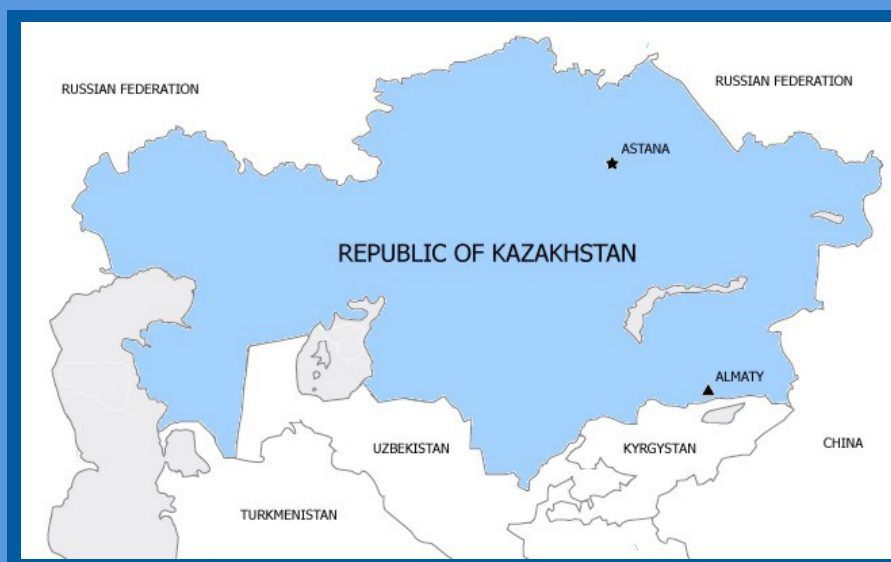 RUSSIAN FEDERATION
RUSSIAN FEDERATION
ASTANA
REPUBLIC OF KAZAKHSTAN
ALMATY
UZBEKISTAN
KYRGYSTAN
CHINA
TURKMENISTAN